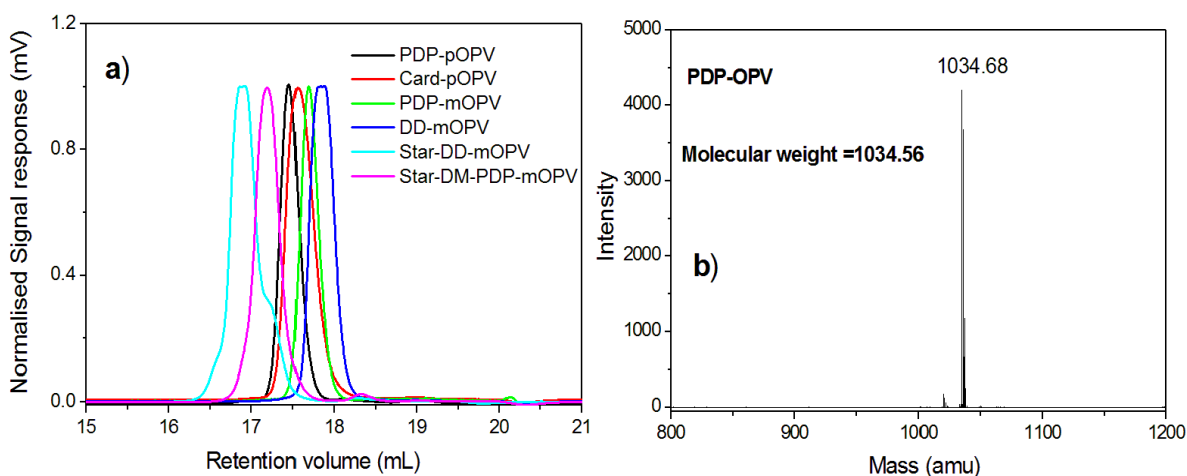 a)
1.2
0.8
0.4
0.0
Normalised Signal response (mV)
PDP-pOPV
Card-pOPV
PDP-mOPV
DD-mOPV
Star-DD-mOPV
Star-DM-PDP-mOPV
15 16 17 18 19 20 21
Retention volume (mL)
5000
4000
3000
2000
1000
0
Intensity
1034.68
PDP-OPV
Molecular weight =1034.56
b)
800 900 1000 1100 1200
Mass (amu)